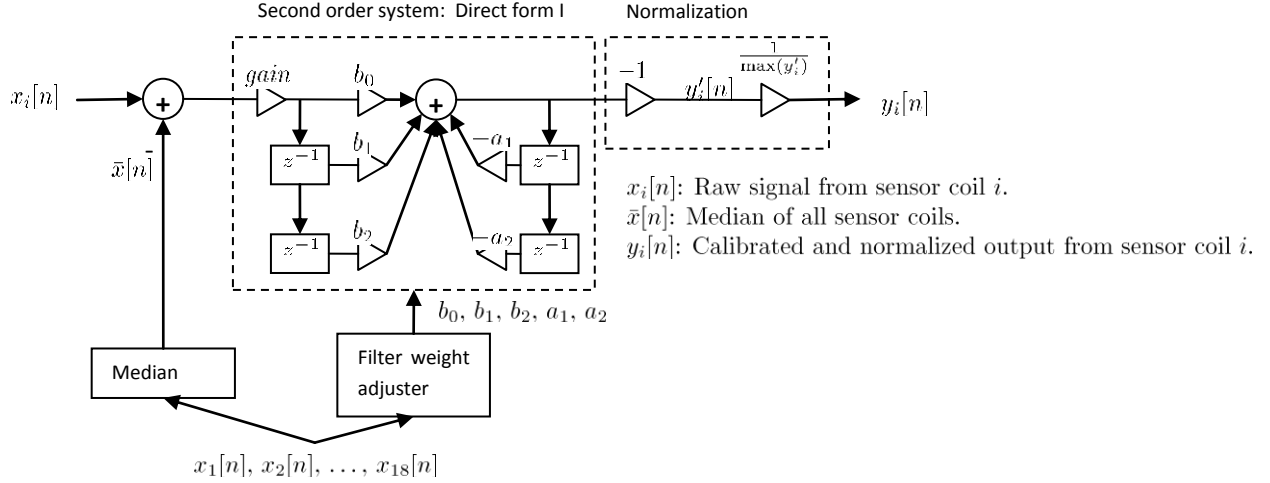 Second order system: Direct form I
Normalization
x_i[n]
+
gain
b_0
+
−1
y′_i[n]
1
max(y′_i)
y_i[n]
x̄[n]
-
z^{−1}
b_1
−a_1
z^{−1}
z^{−1}
b_2
−a_2
z^{−1}
x_i[n]: Raw signal from sensor coil i.
x̄[n]: Median of all sensor coils.
y_i[n]: Calibrated and normalized output from sensor coil i.
b_0, b_1, b_2, a_1, a_2
Median
Filter weight
adjuster
x_1[n], x_2[n], ..., x_{18}[n]